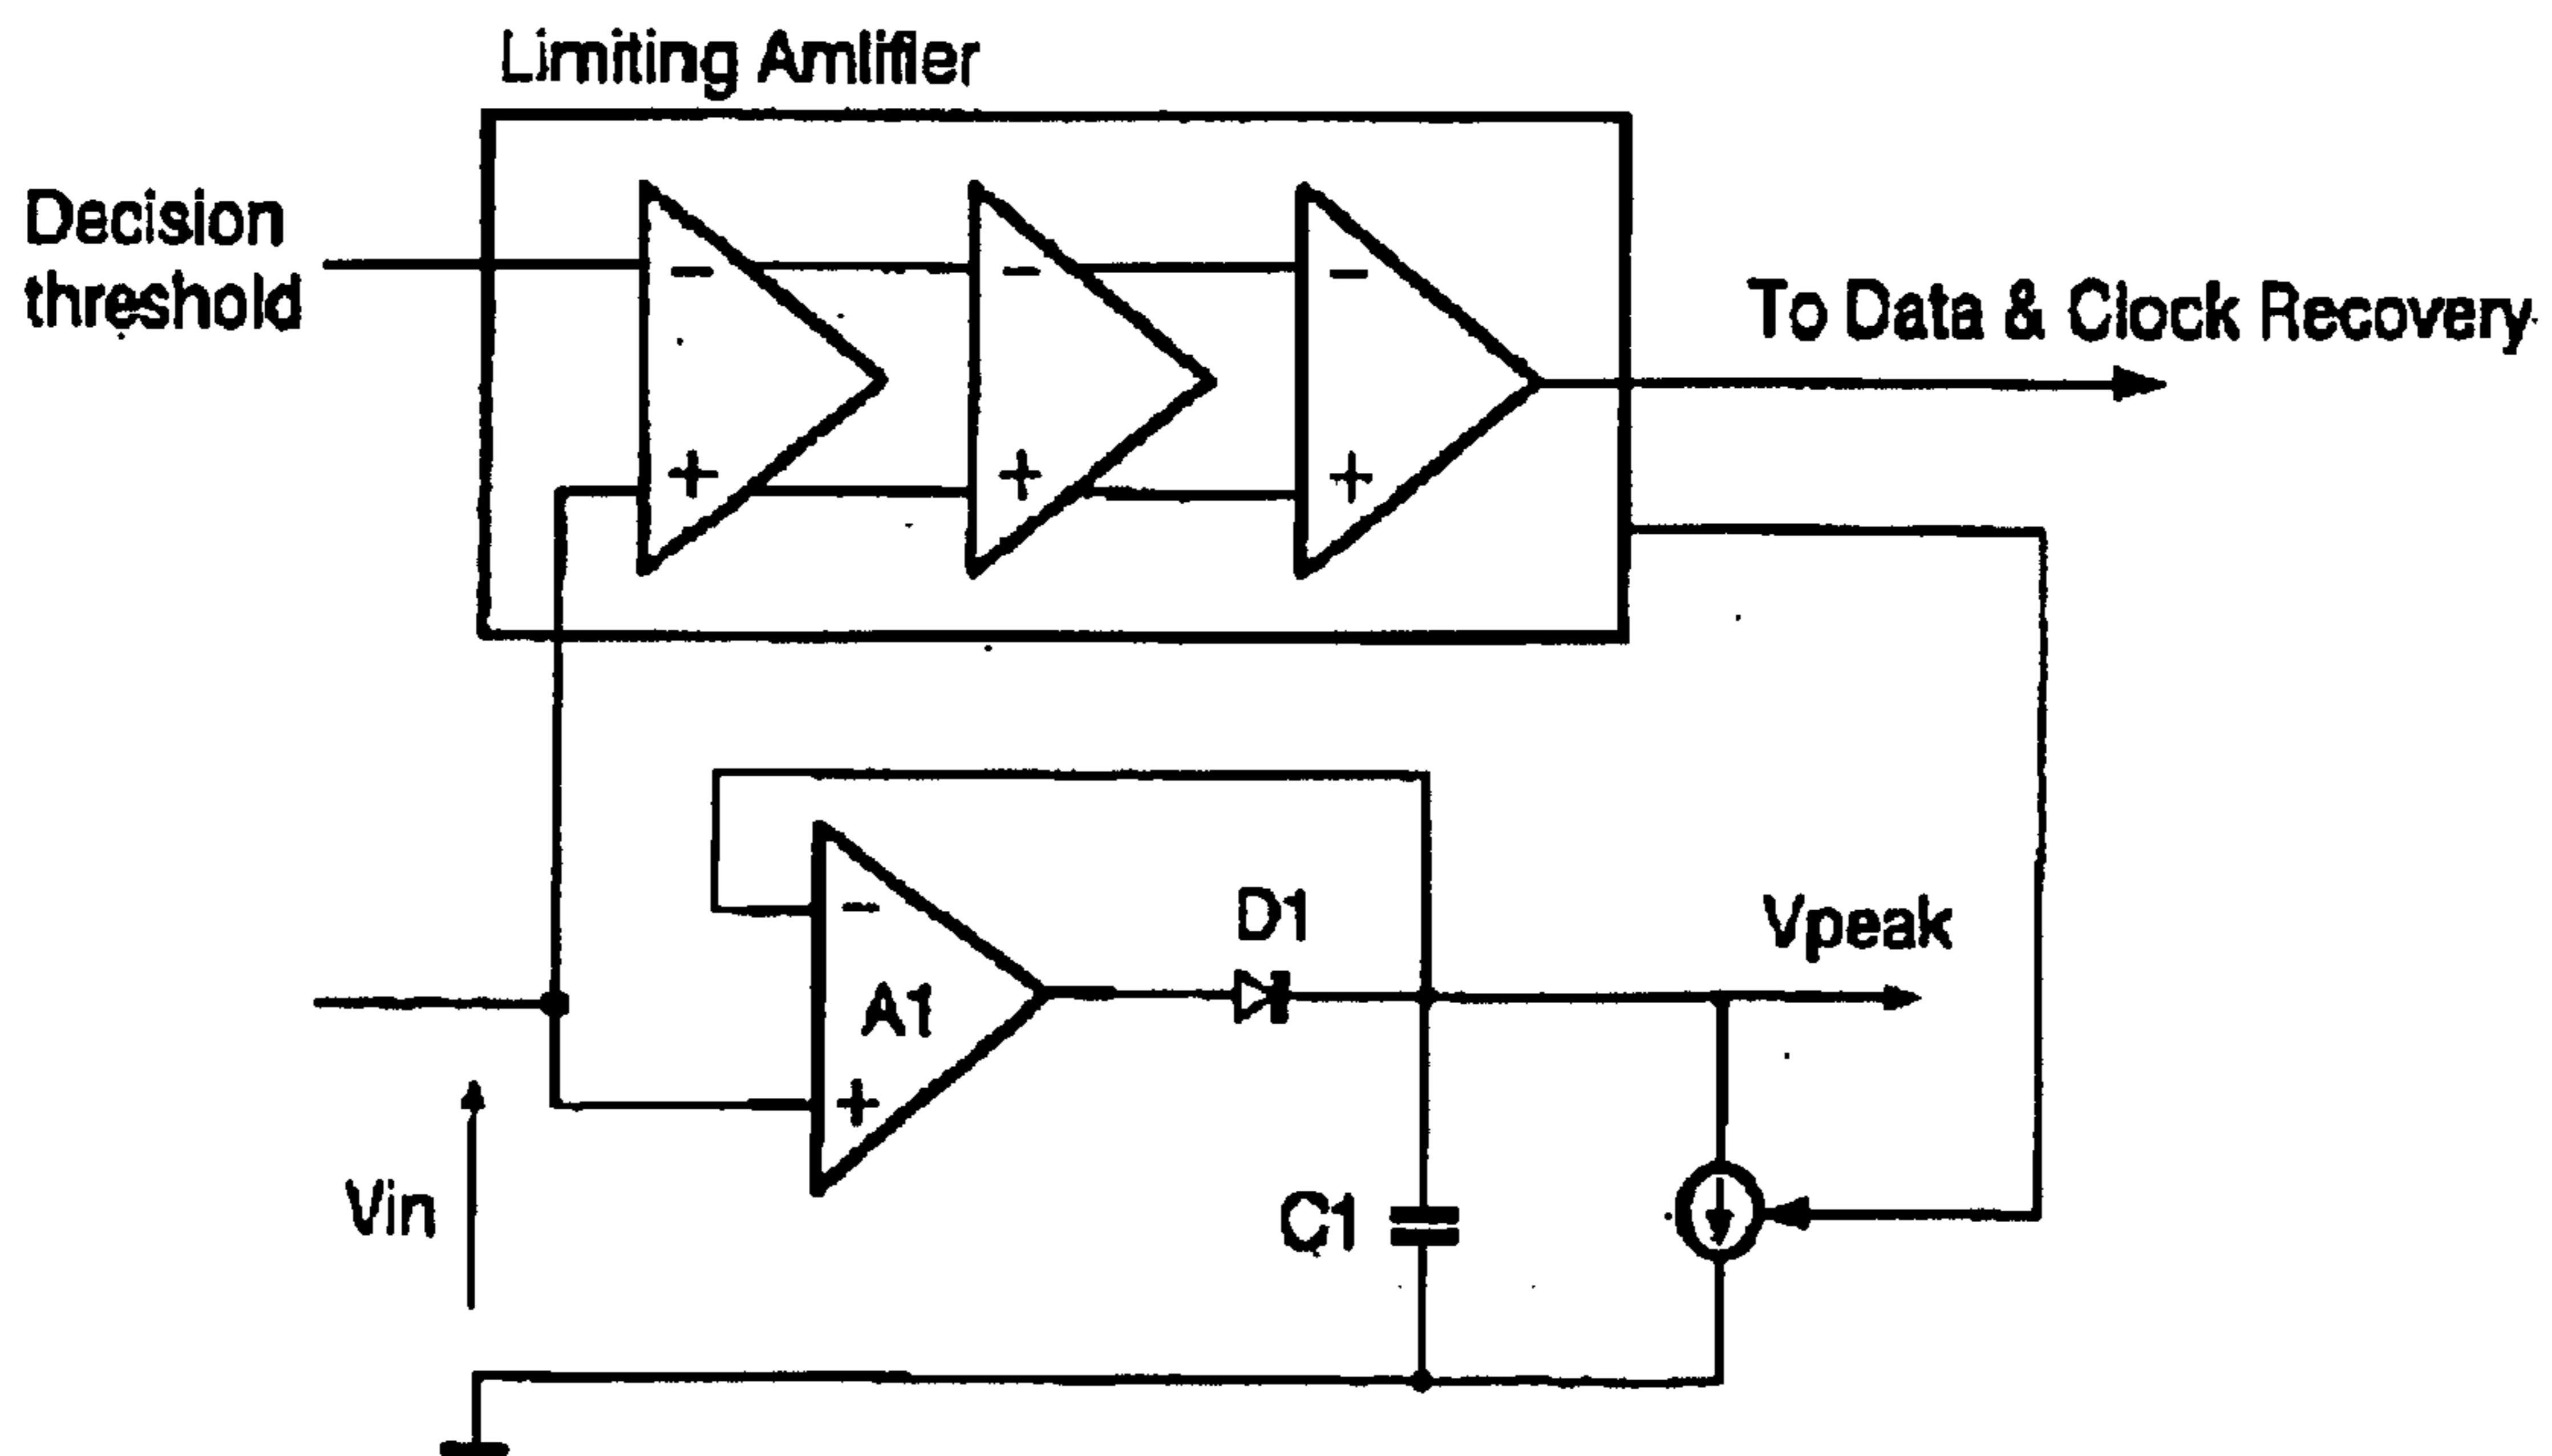 Limiting Amlifier
Decision
threshold
−
−
−
To Data & Clock Recovery
+
+
+
D1
Vpeak
−
A1
+
Vin
C1